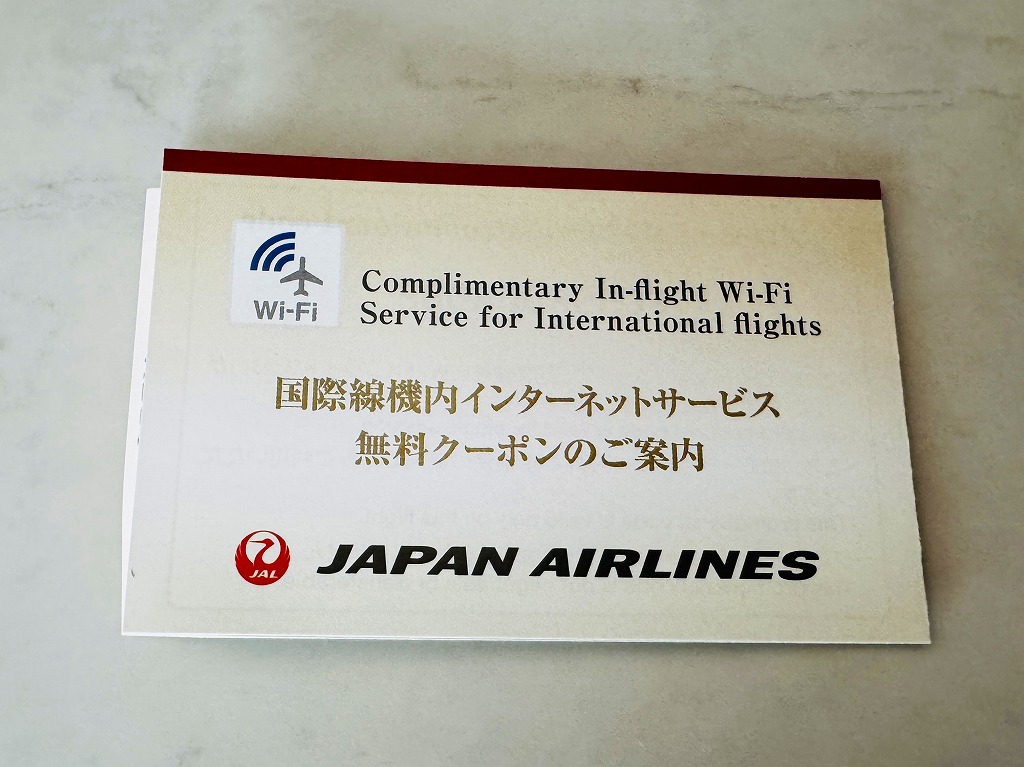 Wi-Fi
Complimentary In-flight Wi-Fi
Service for International flights
国際線機内インターネットサービス
無料クーポンのご案内
JAL
JAPAN AIRLINES